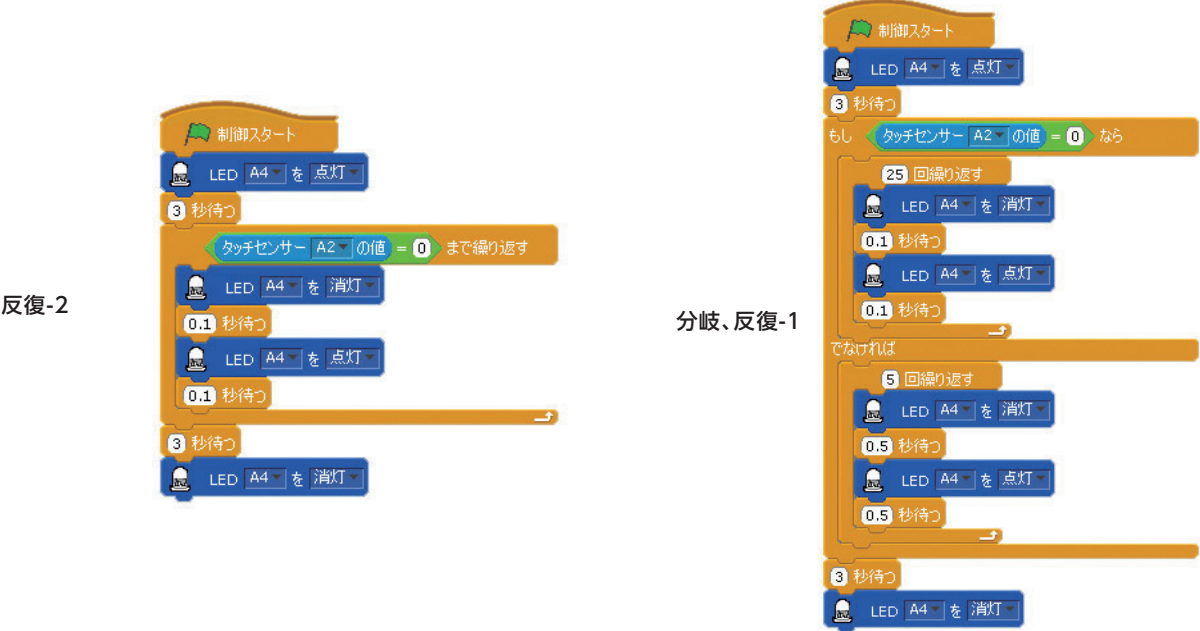 反復-2
制御スタート
LED A4 を 点灯
3 秒待つ
タッチセンサー A2 の値 = 0 まで繰り返す
LED A4 を 消灯
0.1 秒待つ
LED A4 を 点灯
0.1 秒待つ
3 秒待つ
LED A4 を 消灯
分岐、反復-1
制御スタート
LED A4 を 点灯
3 秒待つ
もし タッチセンサー A2 の値 = 0 なら
25 回繰り返す
LED A4 を 消灯
0.1 秒待つ
LED A4 を 点灯
0.1 秒待つ
でなければ
5 回繰り返す
LED A4 を 消灯
0.5 秒待つ
LED A4 を 点灯
0.5 秒待つ
3 秒待つ
LED A4 を 消灯